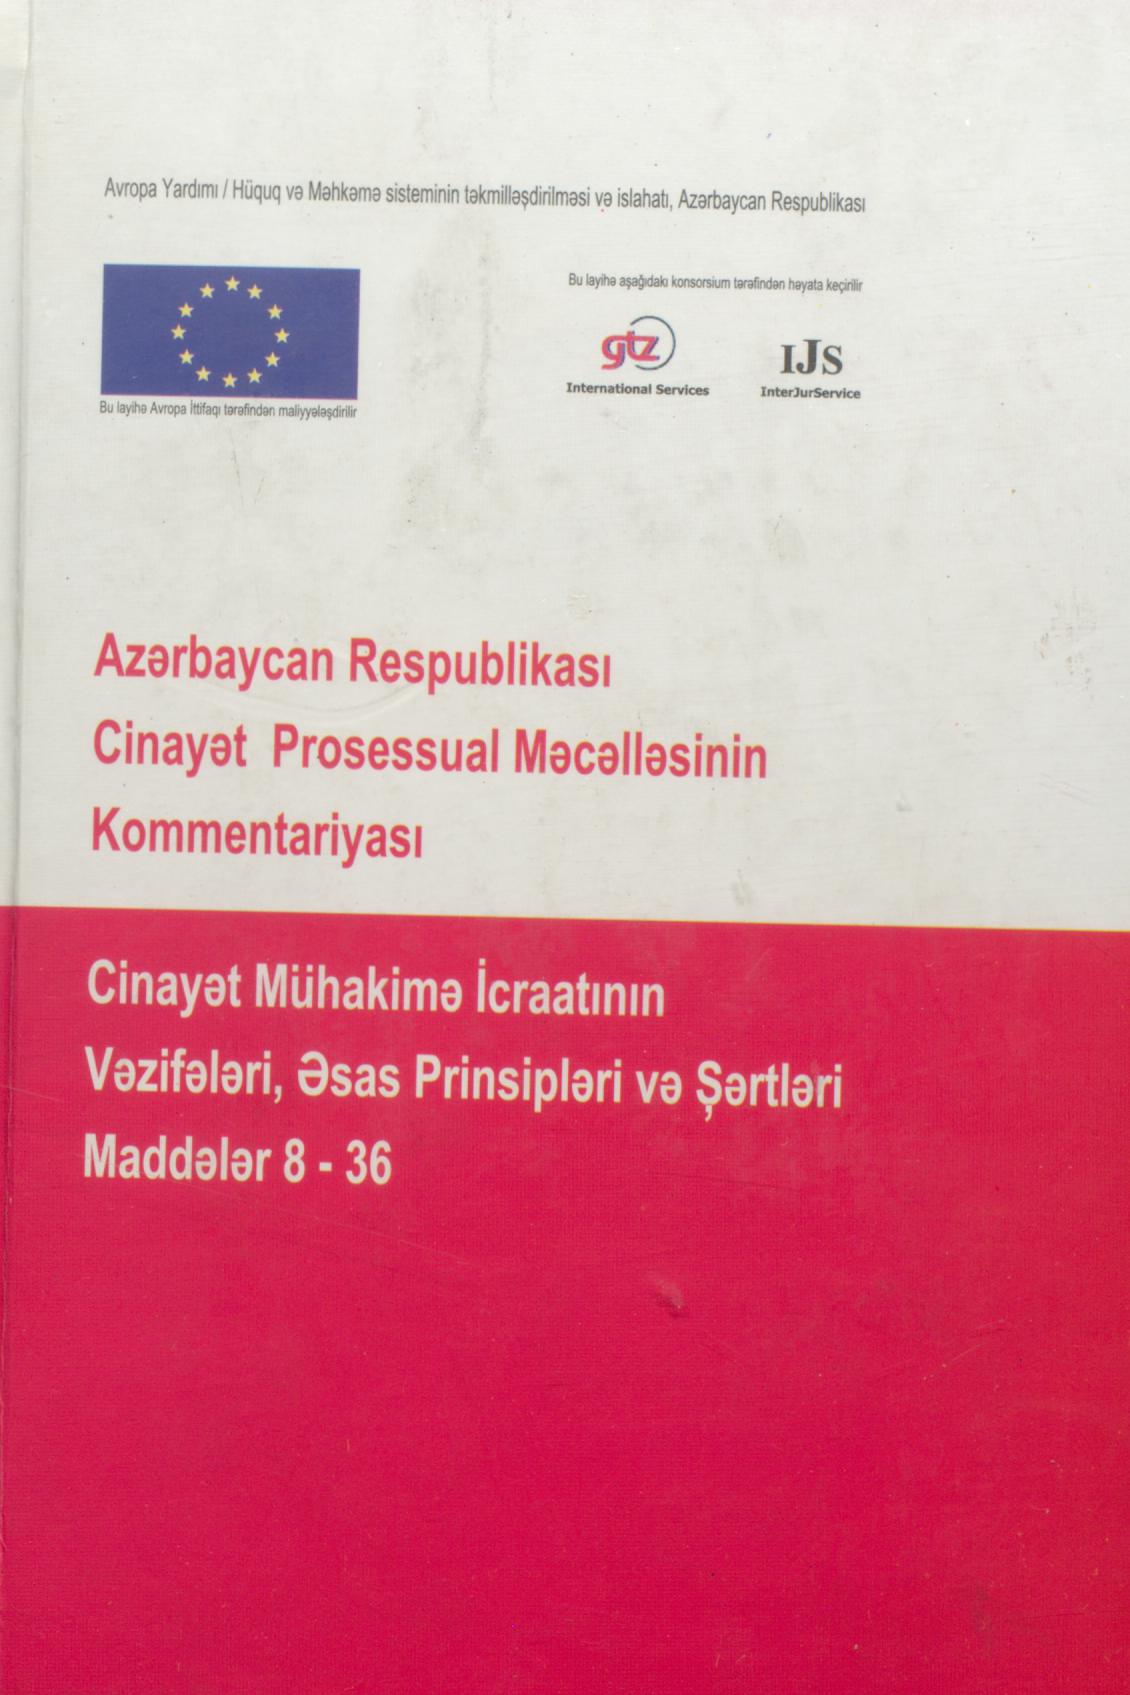 Avropa Yardımı / Hüquq və Məhkəmə sisteminin təkmilləşdirilməsi və islahatı, Azərbaycan Respublikası
Bu layihə Avropa İttifaqı tərəfindən maliyyələşdirilir
Bu layihə aşağıdakı konsorsium tərəfindən həyata keçirilir
gtz
International Services
IJS
InterJurService
Azərbaycan Respublikası
Cinayət Prosessual Məcəlləsinin
Kommentariyası
Cinayət Mühakimə İcraatının
Vəzifələri, Əsas Prinsipləri və Şərtləri
Maddələr 8 - 36